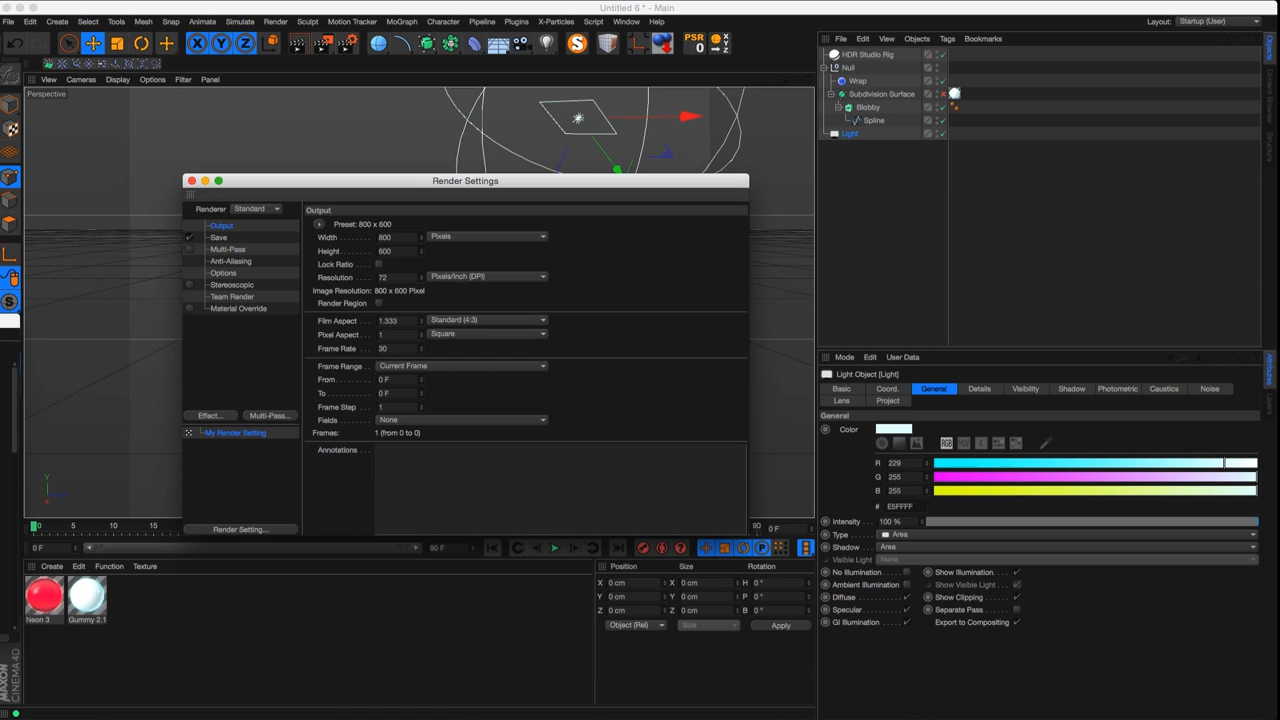 Untitled 6 * - Main
File Edit Create Select Tools Mesh Snap Animate Simulate Render Sculpt Motion Tracker MoGraph Character Pipeline Plugins X-Particles Script Window Help
Layout: Startup (User)
PSR
0
File Edit View Objects Tags Bookmarks
HDR Studio Rig
Null
Wrap
Subdivision Surface
Blobby
Spline
Light
Objects
Content Browser
Structure
View Cameras Display Options Filter Panel
Perspective
Render Settings
Renderer Standard
Output
Save
Multi-Pass
Anti-Aliasing
Options
Stereoscopic
Team Render
Material Override
Effect... Multi-Pass...
My Render Setting
Render Setting...
Output
Preset: 800 x 600
Width 800 Pixels
Height 600
Lock Ratio
Resolution 72 Pixels/Inch (DPI)
Image Resolution: 800 x 600 Pixel
Render Region
Film Aspect 1.333 Standard (4:3)
Pixel Aspect 1 Square
Frame Rate 30
Frame Range Current Frame
From 0 F
To 0 F
Frame Step 1
Fields None
Frames: 1 (from 0 to 0)
Annotations
Mode Edit User Data
Light Object [Light]
Basic Coord. General Details Visibility Shadow Photometric Caustics Noise
Lens Project
General
Color
RGB
R 229
G 255
B 255
# E5FFFF
Intensity 100 %
Type Area
Shadow Area
Visible Light None
No Illumination Show Illumination
Ambient Illumination Show Visible Light
Diffuse Show Clipping
Specular Separate Pass
GI Illumination Export to Compositing
Attributes
Layers
Y
X
0 5 10 15 90 0 F
0 F 90 F
Create Edit Function Texture
Neon 3 Gummy 2.1
Position Size Rotation
X 0 cm X 0 cm H 0 °
Y 0 cm Y 0 cm P 0 °
Z 0 cm Z 0 cm B 0 °
Object (Rel) Size Apply
MAXON
CINEMA 4D